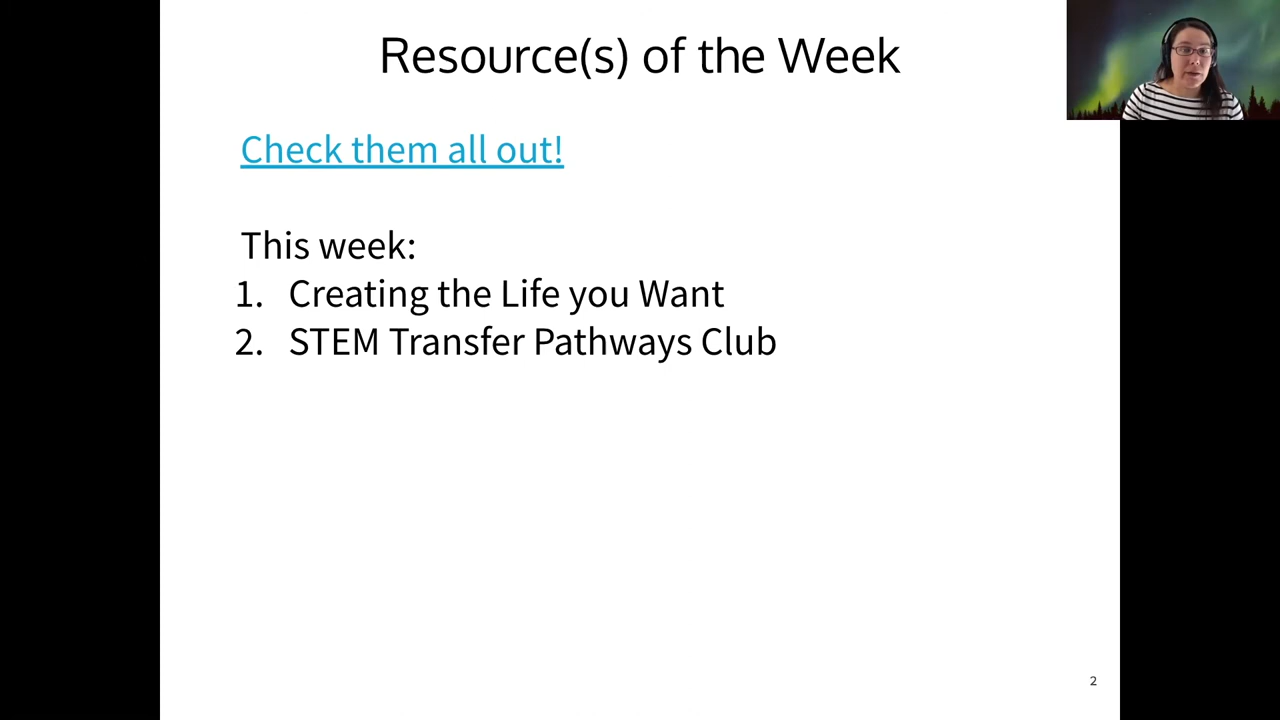 Resource(s) of the Week
Check them all out!
This week:
1. Creating the Life you Want
2. STEM Transfer Pathways Club
2